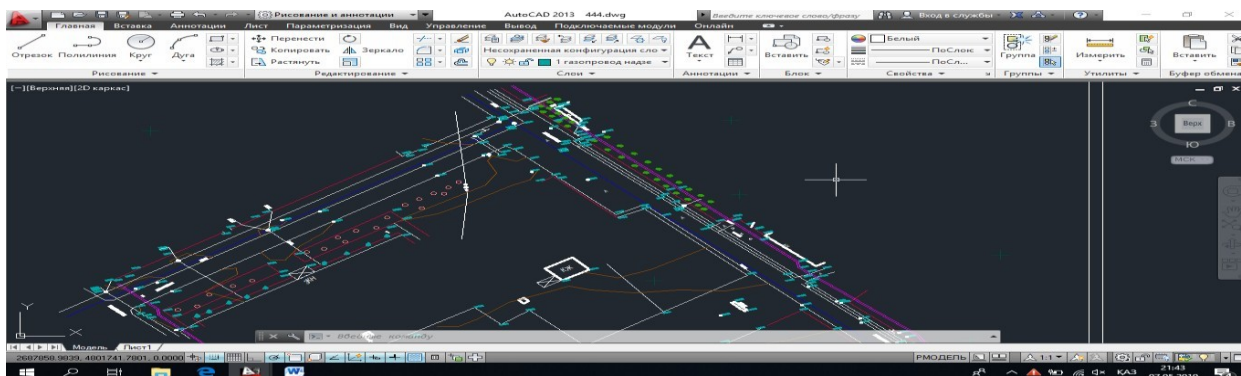 Рисование и аннотации AutoCAD 2013 444.dwg Введите ключевое слово/фразу Вход в службы
Главная Вставка Аннотации Лист Параметризация Вид Управление Вывод Подключаемые модули Онлайн
Отрезок Полилиния Круг Дуга Перенести Копировать Зеркало Растянуть Несохраненная конфигурация сло 1 газопровод надзе Текст Вставить Белый ПоСлою ПоСл... Группа Измерить Вставить
Рисование Редактирование Слои Аннотации Блок Свойства Группы Утилиты Буфер обмена
[−][Верхняя][2D каркас]
С
З Верх В
Ю
МСК
КЖ
Y
X
Введите команду
Модель Лист1
2687858.9839, 4801741.7801, 0.0000 РМОДЕЛЬ 1:1
КАЗ 21:43
07.05.2019